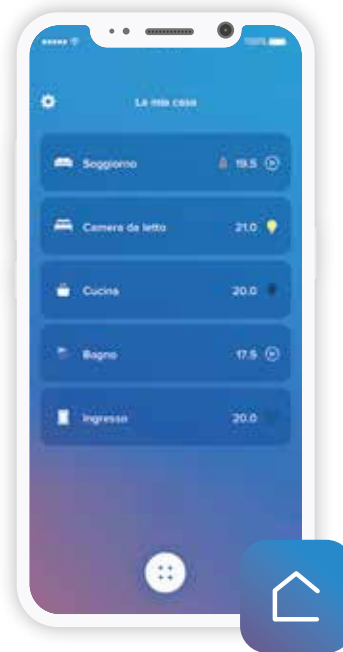 La mia casa
Soggiorno 19.5
Camera da letto 21.0
Cucina 20.0
Bagno 17.5
Ingresso 20.0